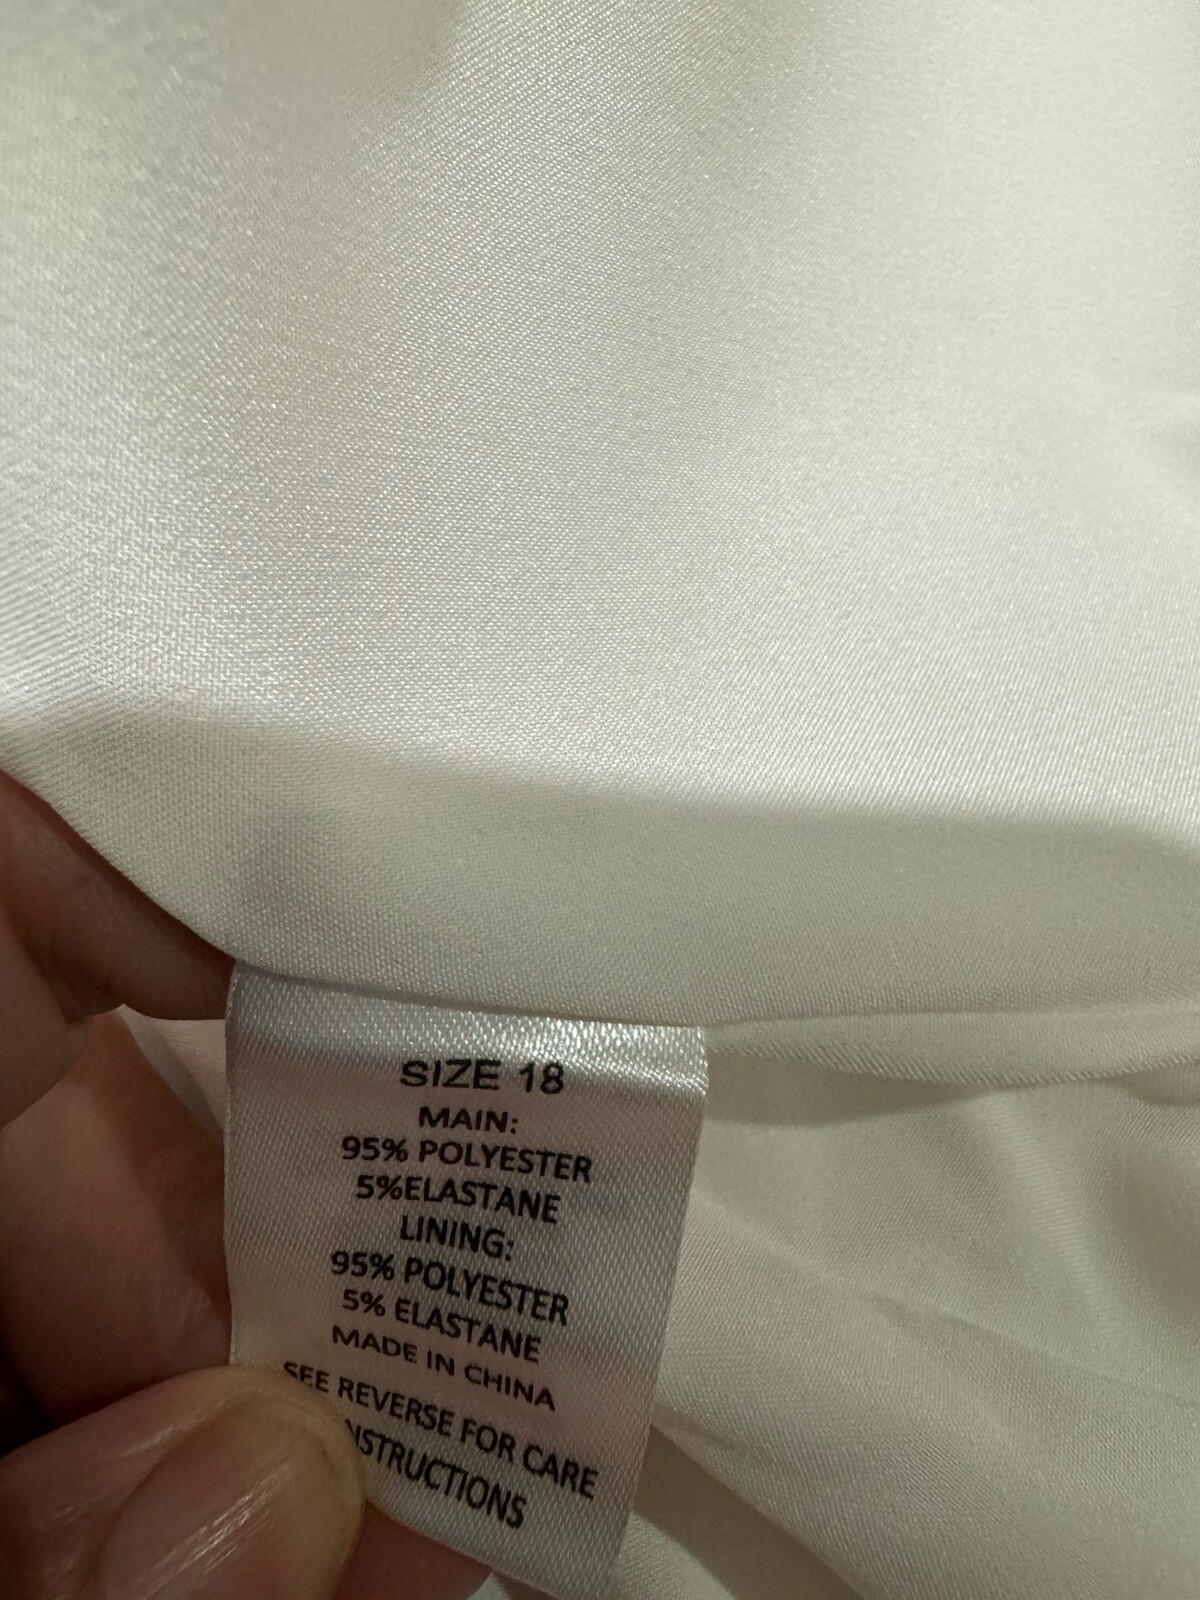 SIZE 18
MAIN:
95% POLYESTER
5%ELASTANE
LINING:
95% POLYESTER
5% ELASTANE
MADE IN CHINA
SEE REVERSE FOR CARE
NSTRUCTIONS